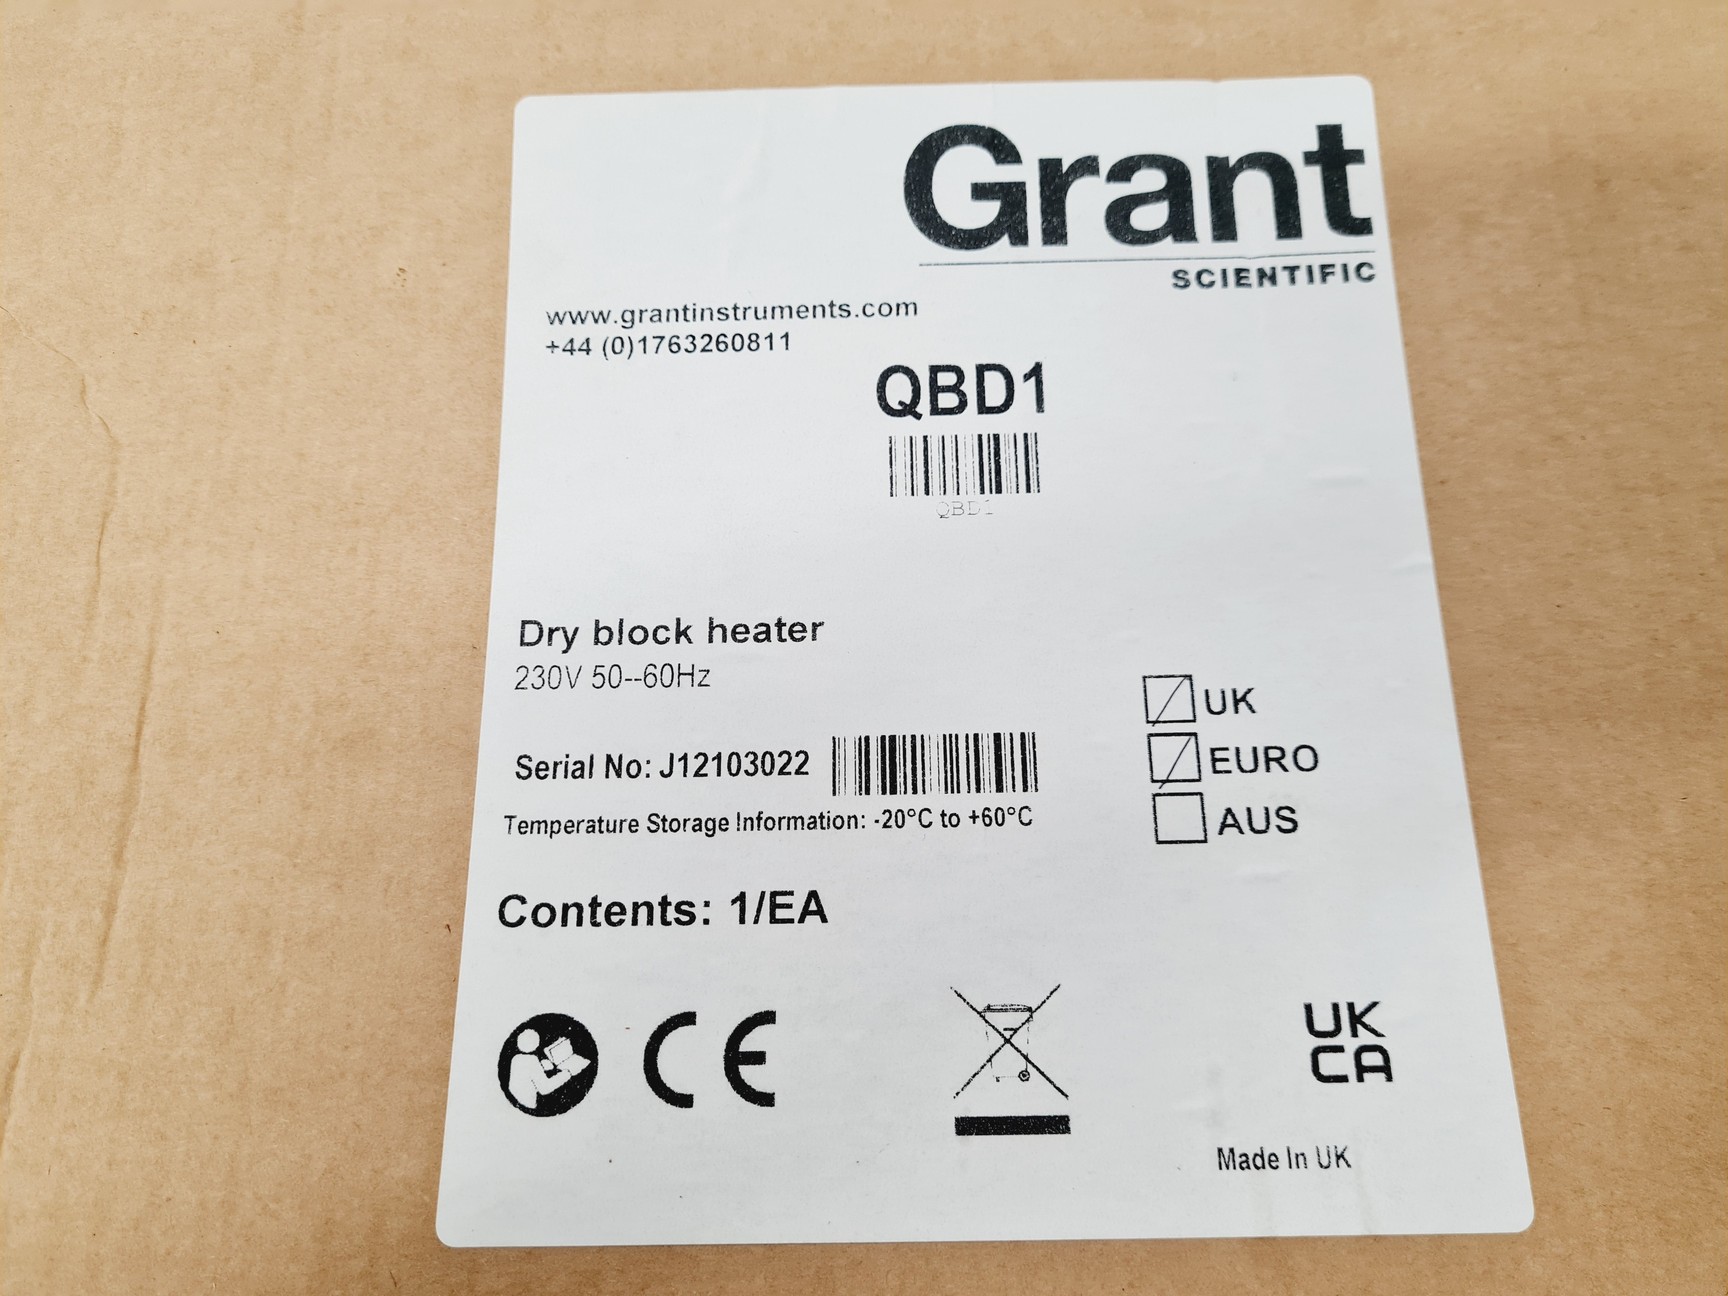 Grant
SCIENTIFIC
www.grantinstruments.com
+44 (0)1763260811
QBD1
QBD1
Dry block heater
230V 50--60Hz
UK
EURO
Serial No: J12103022
AUS
Temperature Storage Information: -20°C to +60°C
Contents: 1/EA
CE
UK
CA
Made In UK